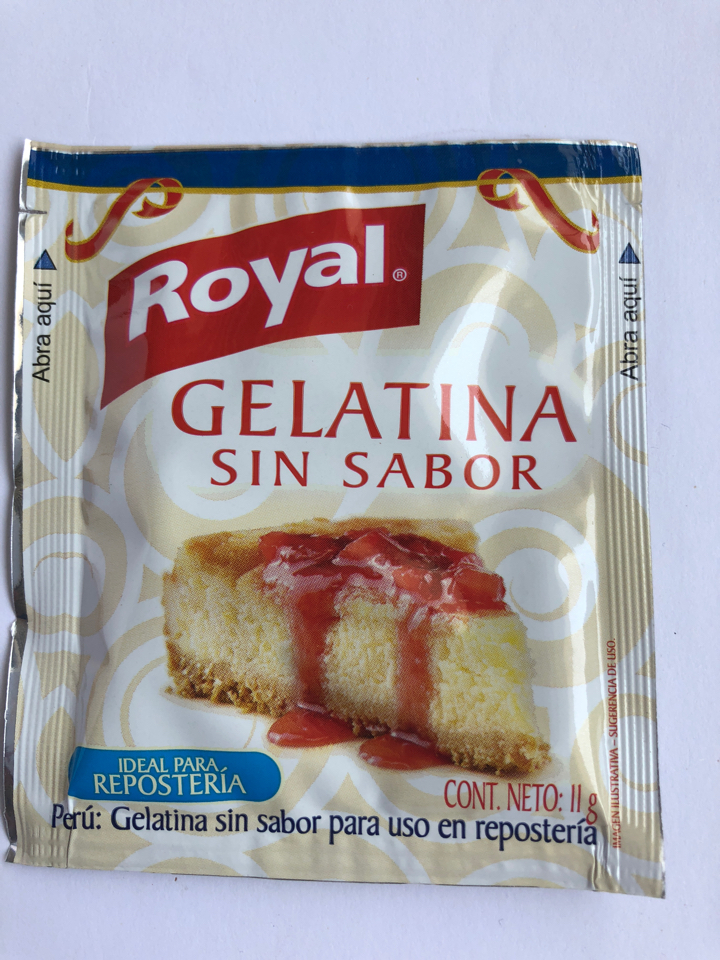 Royal®
Abra aquí
Abra aquí
GELATINA
SIN SABOR
IDEAL PARA
REPOSTERÍA
CONT. NETO: 11 g
Perú: Gelatina sin sabor para uso en repostería
IMAGEN ILUSTRATIVA – SUGERENCIA DE USO.